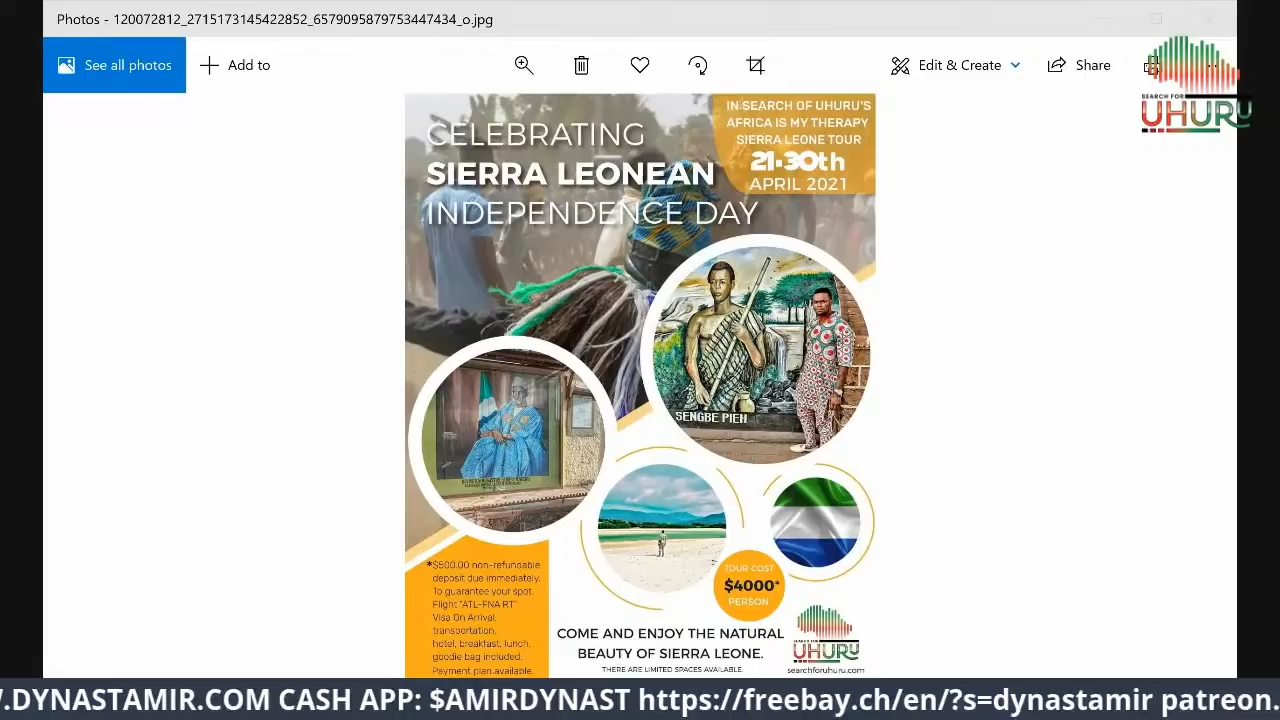 Photos - 120072812_2715173145422852_6579095879753447434_o.jpg
See all photos
Add to
Edit & Create
Share
SEARCH FOR
UHURU
CELEBRATING
SIERRA LEONEAN
INDEPENDENCE DAY
IN SEARCH OF UHURU'S
AFRICA IS MY THERAPY
SIERRA LEONE TOUR
21-30th
APRIL 2021
SENGBE PIEH
*$500.00 non-refundable
deposit due immediately.
To guarantee your spot.
Flight "ATL-FNA RT"
Visa On Arrival,
transportation,
hotel, breakfast, lunch,
goodie bag included.
Payment plan available.
TOUR COST
$4000*
PERSON
COME AND ENJOY THE NATURAL
BEAUTY OF SIERRA LEONE.
THERE ARE LIMITED SPACES AVAILABLE.
SEARCH FOR
UHURU
searchforuhuru.com
W.DYNASTAMIR.COM CASH APP: $AMIRDYNAST https://freebay.ch/en/?s=dynastamir patreon.